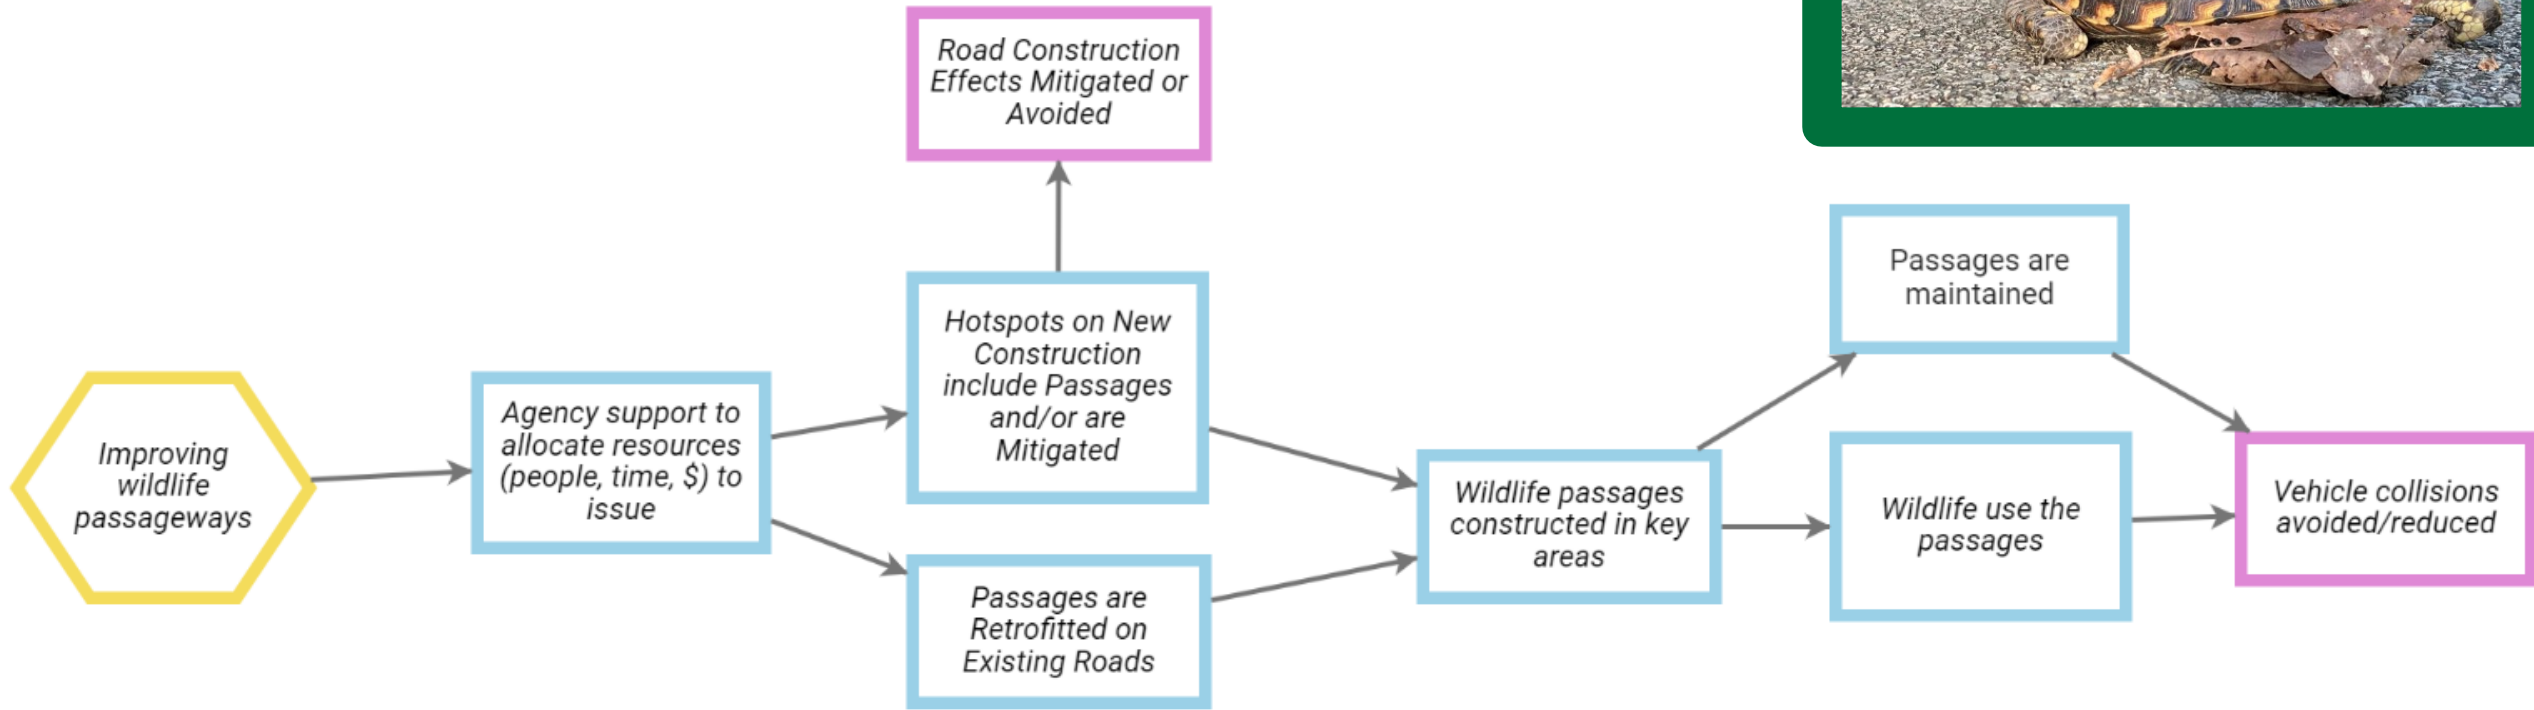 Road Construction
Effects Mitigated or
Avoided
Improving
wildlife
passageways
Agency support to
allocate resources
(people, time, $) to
issue
Hotspots on New
Construction
include Passages
and/or are
Mitigated
Passages are
Retrofitted on
Existing Roads
Wildlife passages
constructed in key
areas
Passages are
maintained
Wildlife use the
passages
Vehicle collisions
avoided/reduced